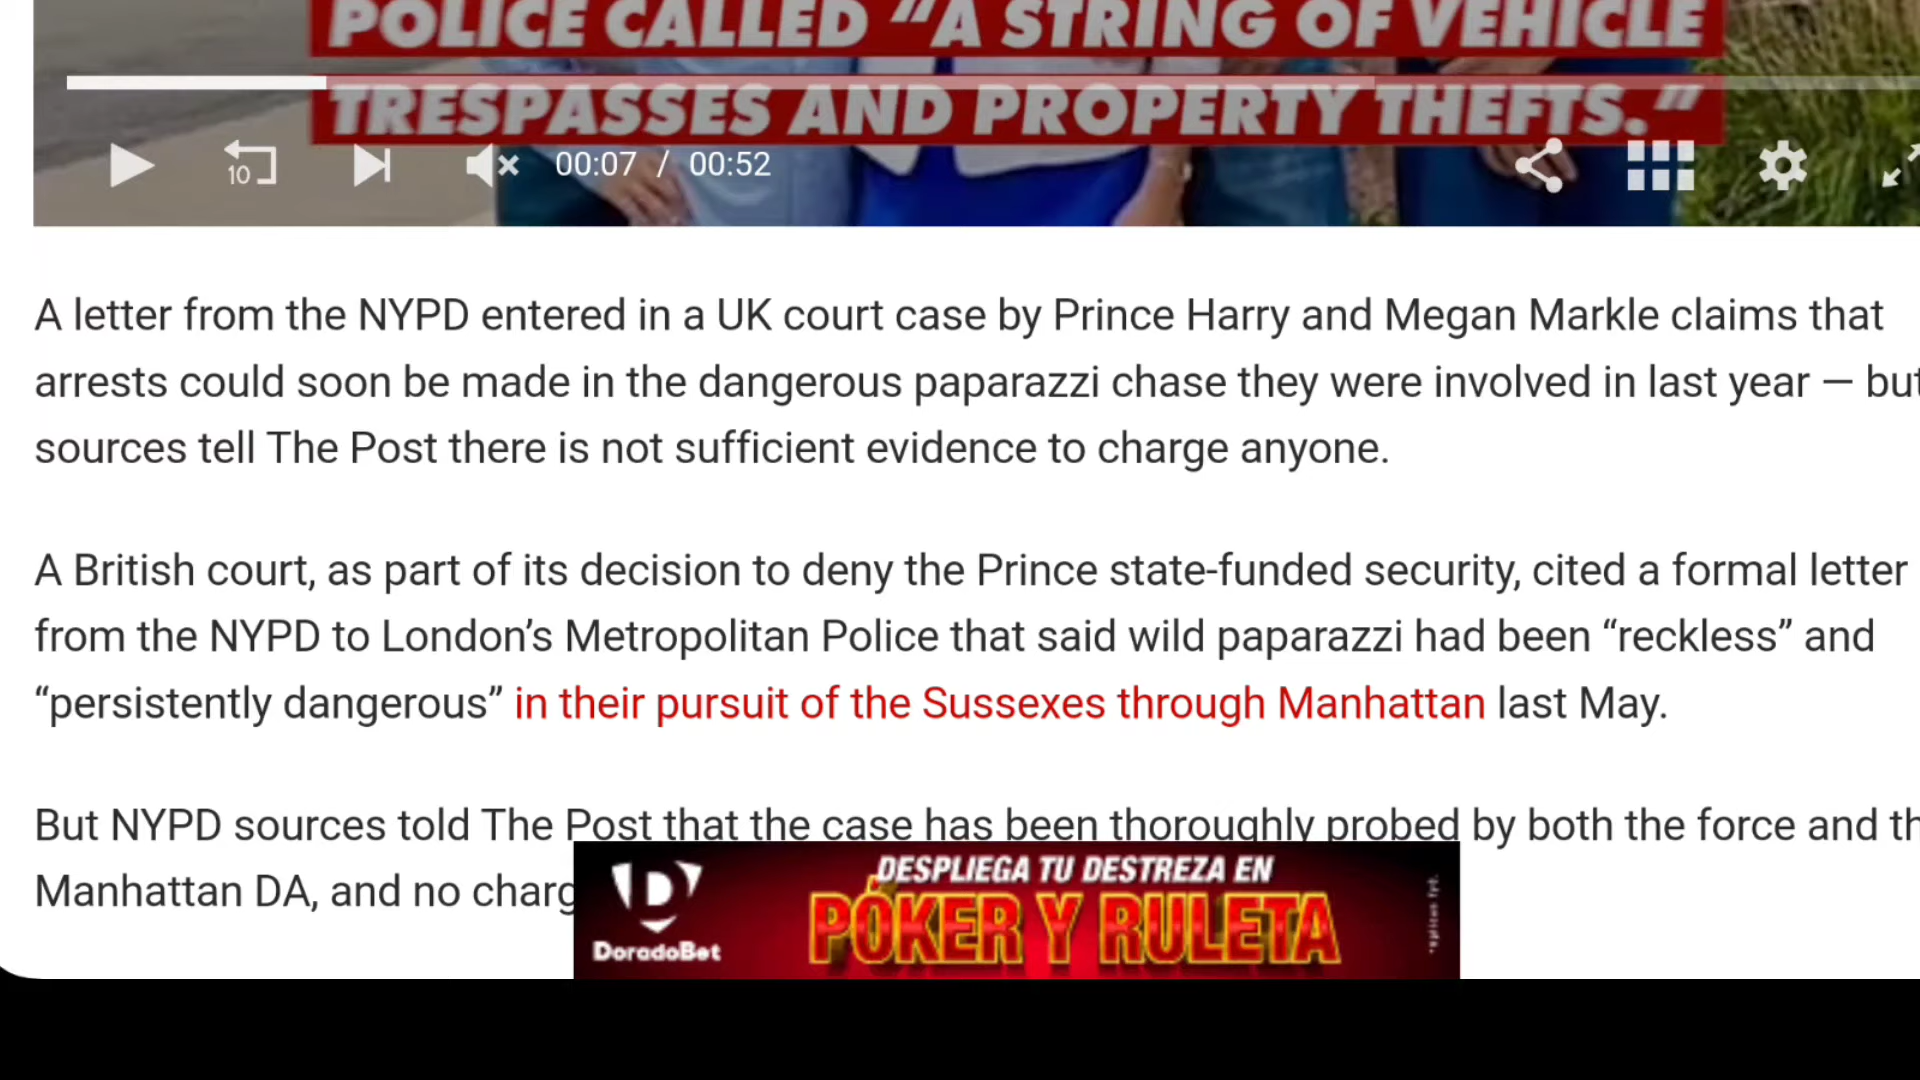 POLICE CALLED “A STRING OF VEHICLE
TRESPASSES AND PROPERTY THEFTS.”
10
00:07 / 00:52
A letter from the NYPD entered in a UK court case by Prince Harry and Megan Markle claims that
arrests could soon be made in the dangerous paparazzi chase they were involved in last year — but
sources tell The Post there is not sufficient evidence to charge anyone.
A British court, as part of its decision to deny the Prince state-funded security, cited a formal letter
from the NYPD to London’s Metropolitan Police that said wild paparazzi had been “reckless” and
“persistently dangerous” in their pursuit of the Sussexes through Manhattan last May.
But NYPD sources told The Post that the case has been thoroughly probed by both the force and th
Manhattan DA, and no charg
DESPLIEGA TU DESTREZA EN
PÓKER Y RULETA
DoradoBet